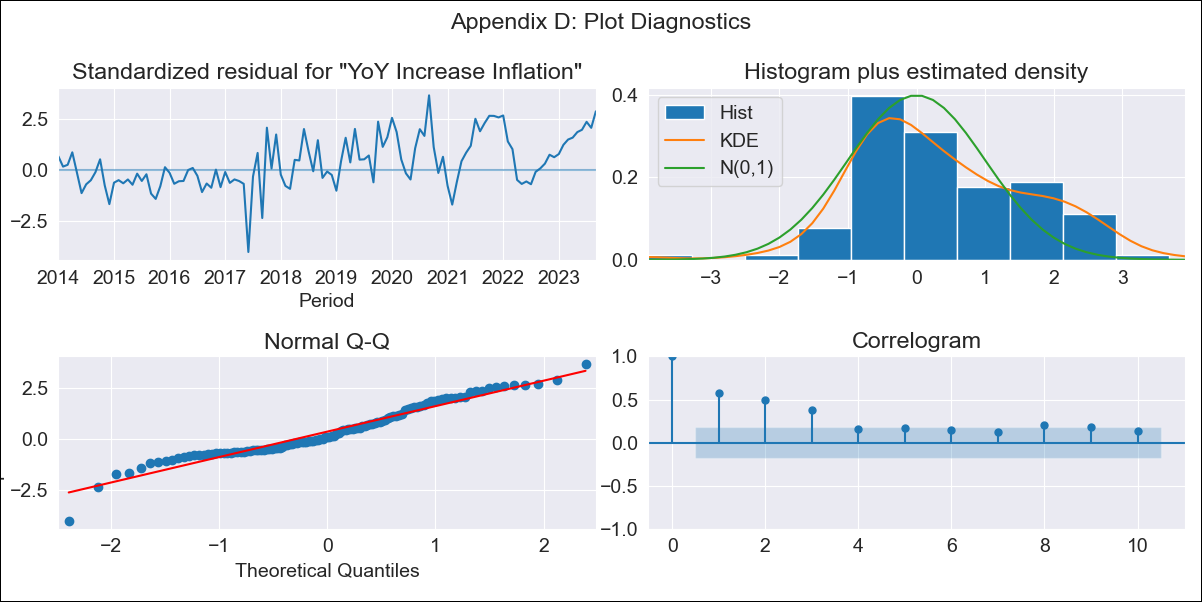 Appendix D: Plot Diagnostics
Standardized residual for "YoY Increase Inflation"
2.5
0.0
−2.5
2014 2015 2016 2017 2018 2019 2020 2021 2022 2023
Period
Histogram plus estimated density
0.4
0.2
0.0
Hist
KDE
N(0,1)
−3 −2 −1 0 1 2 3
Normal Q-Q
2.5
0.0
−2.5
−2 −1 0 1 2
Theoretical Quantiles
Correlogram
1.0
0.5
0.0
−0.5
−1.0
0 2 4 6 8 10